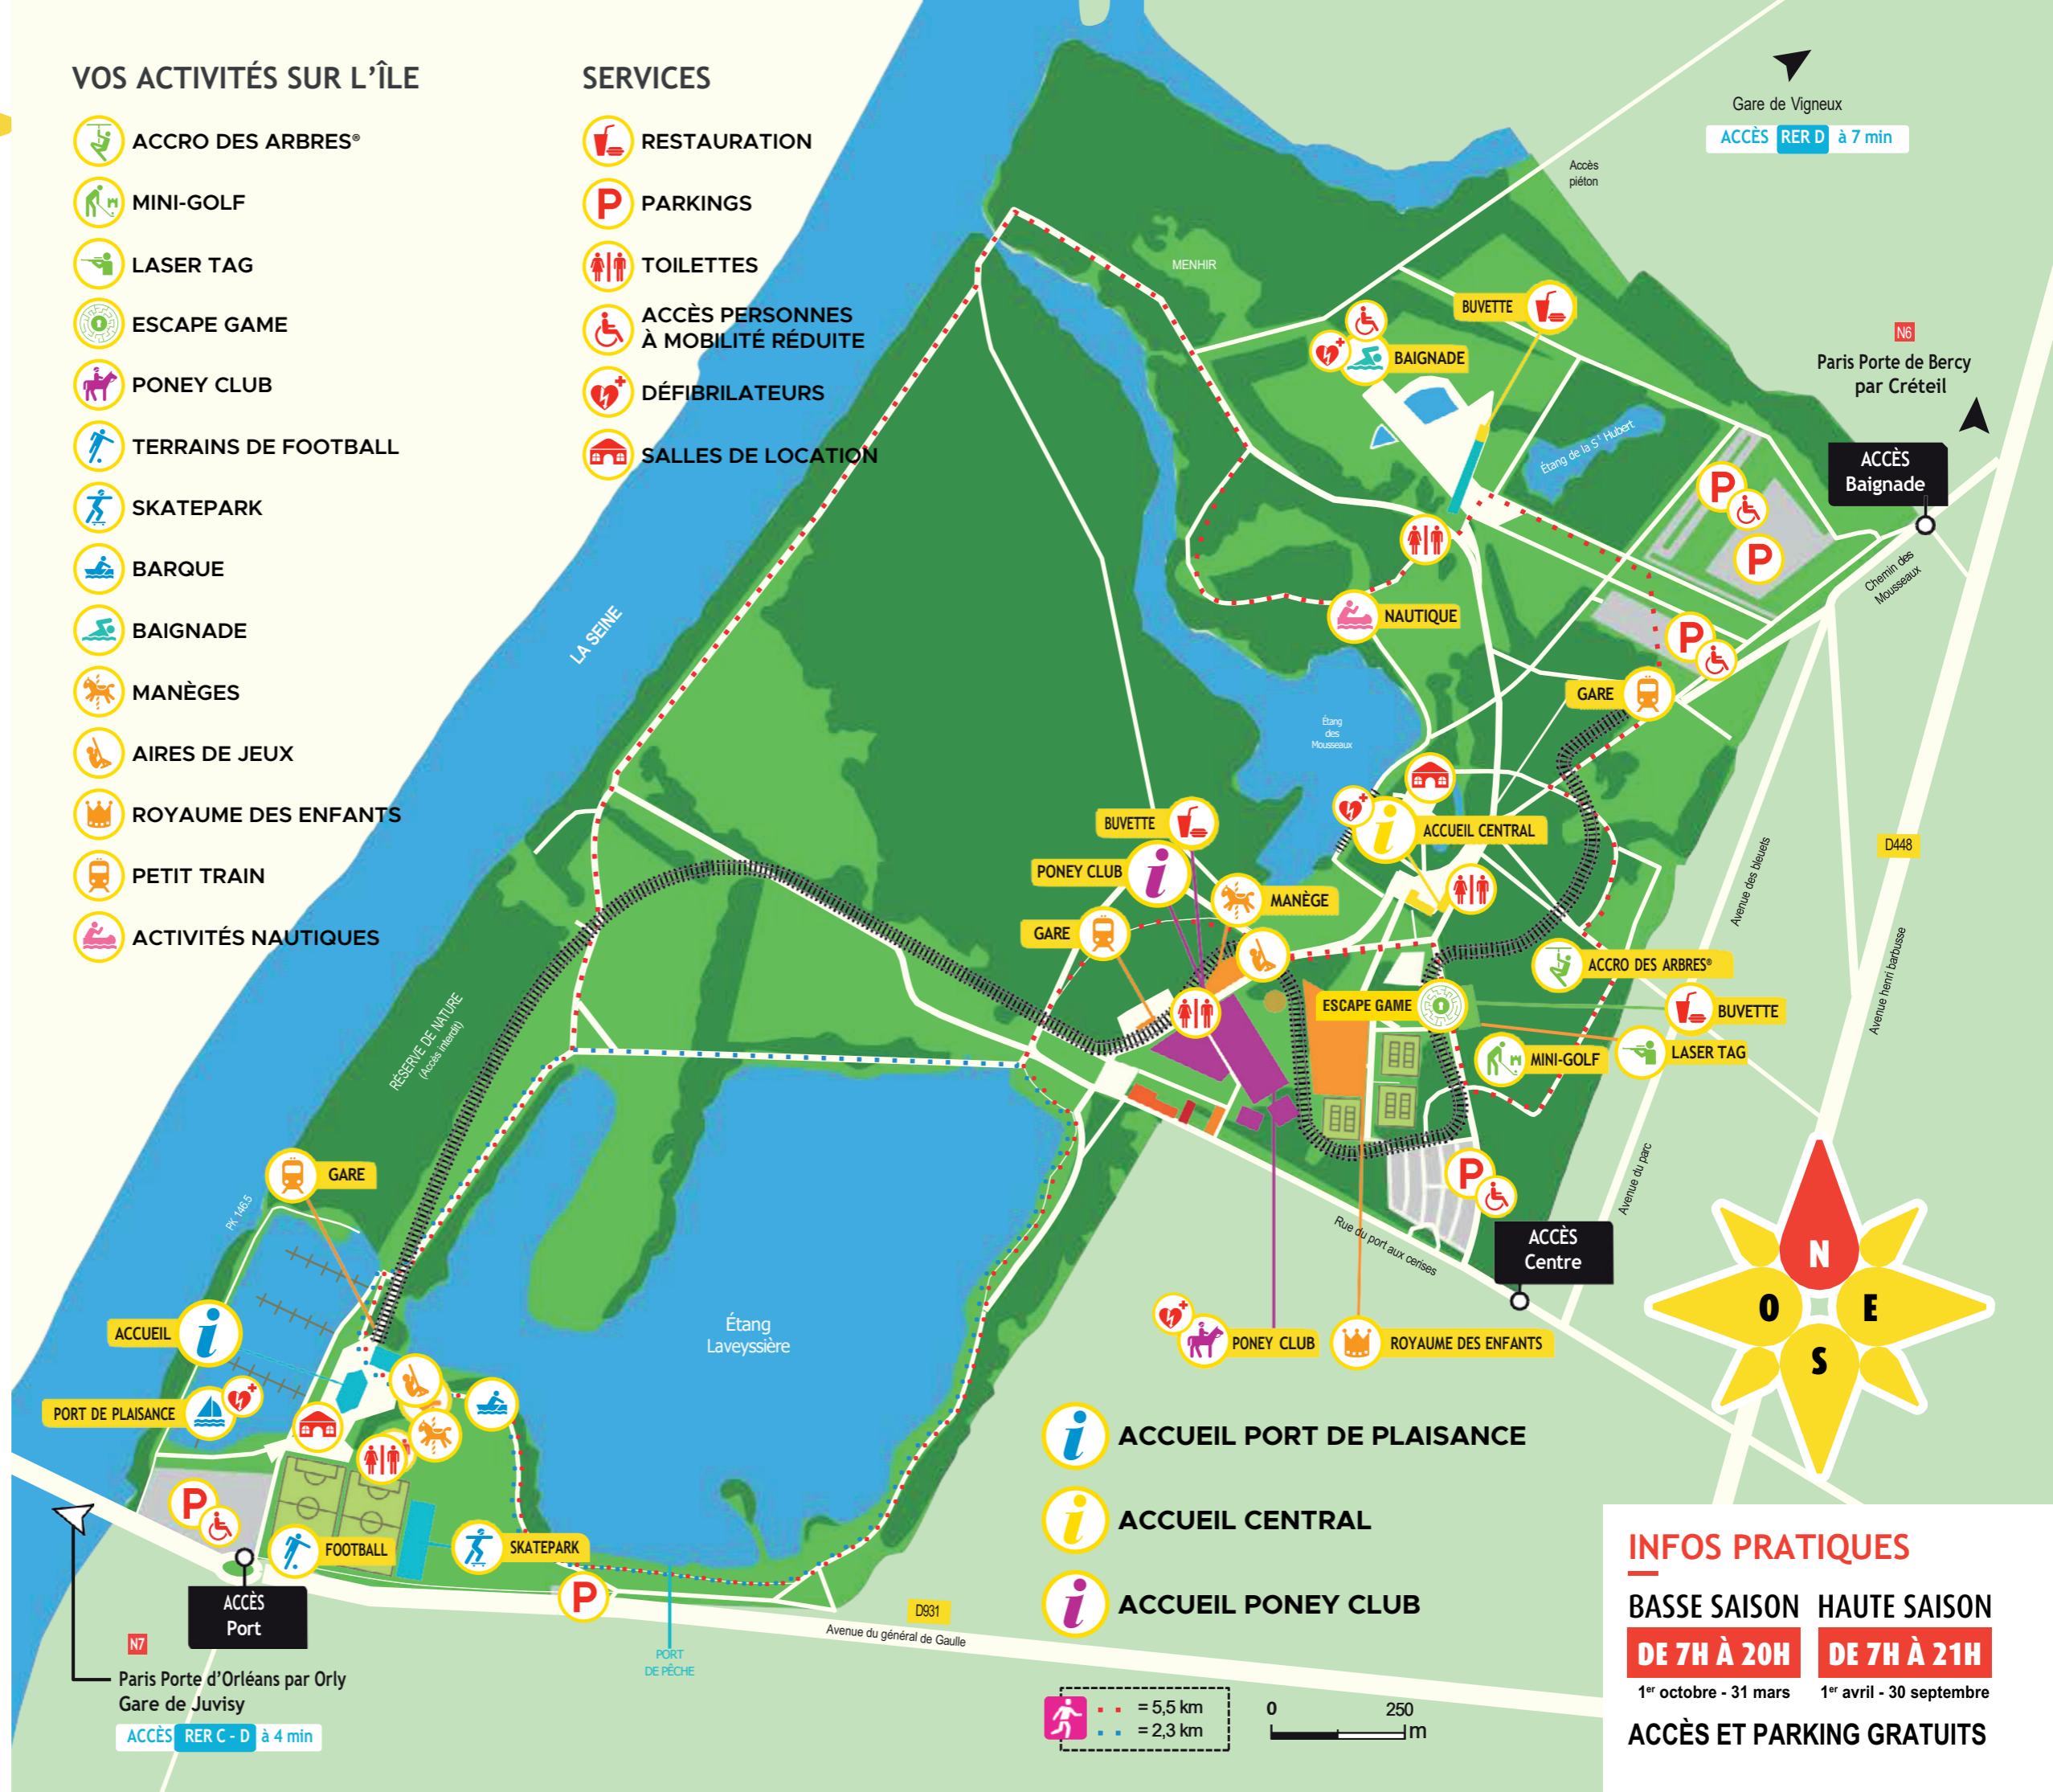 VOS ACTIVITÉS SUR L'ÎLE
ACCRO DES ARBRES®
MINI-GOLF
LASER TAG
ESCAPE GAME
PONEY CLUB
TERRAINS DE FOOTBALL
SKATEPARK
BARQUE
BAIGNADE
MANÈGES
AIRES DE JEUX
ROYAUME DES ENFANTS
PETIT TRAIN
ACTIVITÉS NAUTIQUES
SERVICES
RESTAURATION
P
PARKINGS
TOILETTES
ACCÈS PERSONNES
À MOBILITÉ RÉDUITE
DÉFIBRILATEURS
SALLES DE LOCATION
Gare de Vigneux
ACCÈS RER D à 7 min
Accès
piéton
MENHIR
BUVETTE
BAIGNADE
N6
Paris Porte de Bercy
par Créteil
Étang de la St Hubert
ACCÈS
Baignade
P
P
Chemin des
Mousseaux
LA SEINE
NAUTIQUE
P
GARE
Étang
des
Mousseaux
BUVETTE
i
ACCUEIL CENTRAL
PONEY CLUB
i
MANÈGE
GARE
D448
Avenue des bleuets
Avenue henri barbusse
ACCRO DES ARBRES®
ESCAPE GAME
BUVETTE
MINI-GOLF
LASER TAG
RÉSERVE DE NATURE
(Accès interdit)
GARE
PK 146.5
P
Avenue du parc
Rue du port aux cerises
ACCÈS
Centre
N
O
E
S
ACCUEIL
i
PORT DE PLAISANCE
Étang
Laveyssière
PONEY CLUB
ROYAUME DES ENFANTS
i
ACCUEIL PORT DE PLAISANCE
i
ACCUEIL CENTRAL
i
ACCUEIL PONEY CLUB
P
FOOTBALL
SKATEPARK
P
ACCÈS
Port
N7
Paris Porte d'Orléans par Orly
Gare de Juvisy
ACCÈS RER C - D à 4 min
PORT
DE PÊCHE
D931
Avenue du général de Gaulle
= 5,5 km
= 2,3 km
0 250
m
INFOS PRATIQUES
BASSE SAISON
DE 7H À 20H
1er octobre - 31 mars
HAUTE SAISON
DE 7H À 21H
1er avril - 30 septembre
ACCÈS ET PARKING GRATUITS